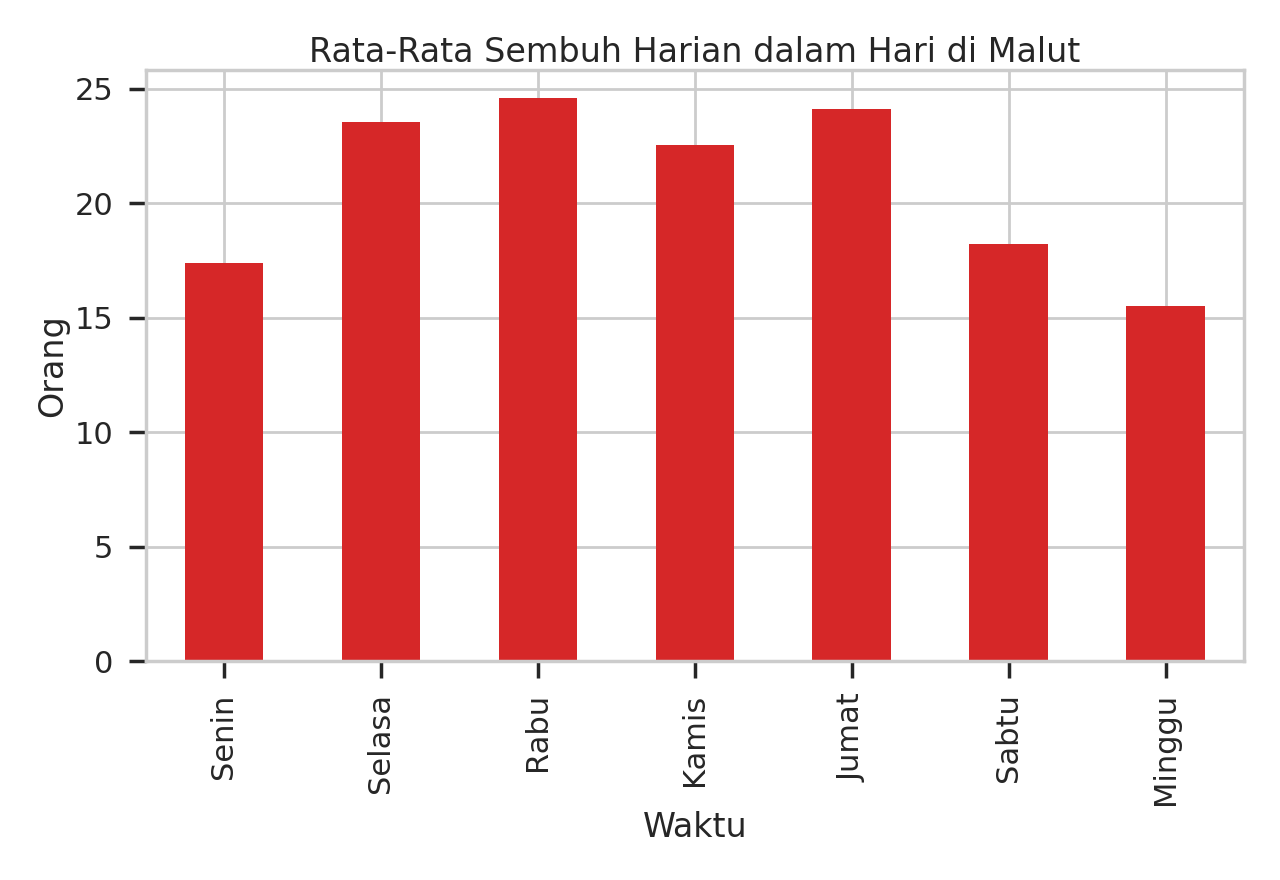 Rata-Rata Sembuh Harian dalam Hari di Malut
25
20
15
10
5
0
Orang
Senin
Selasa
Rabu
Kamis
Jumat
Sabtu
Minggu
Waktu